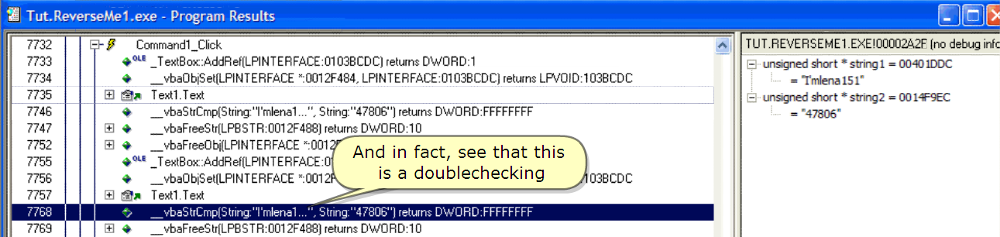 Tut.ReverseMe1.exe - Program Results
7732 Command1_Click
7733 OLE _TextBox::AddRef(LPINTERFACE:0103BCDC) returns DWORD:1
7734 __vbaObjSet(LPINTERFACE *:0012F484, LPINTERFACE:0103BCDC) returns LPVOID:103BCDC
7735 Text1.Text
7746 __vbaStrCmp(String:"I'mlena1...", String:"47806") returns DWORD:FFFFFFFF
7747 __vbaFreeStr(LPBSTR:0012F488) returns DWORD:10
7752 __vbaFreeObj(LPINTERFACE *:0012F
7755 OLE _TextBox::AddRef(LPINTERFACE:01
7756 __vbaObjSet(LPINTERFACE *:0012F 103BCDC
7757 Text1.Text
7768 __vbaStrCmp(String:"I'mlena1...", String:"47806") returns DWORD:FFFFFFFF
7769 __vbaFreeStr(LPBSTR:0012F488) returns DWORD:10
And in fact, see that this
is a doublechecking
TUT.REVERSEME1.EXE!00002A2F (no debug info
unsigned short * string1 = 00401DDC
= "I'mlena151"
unsigned short * string2 = 0014F9EC
= "47806"